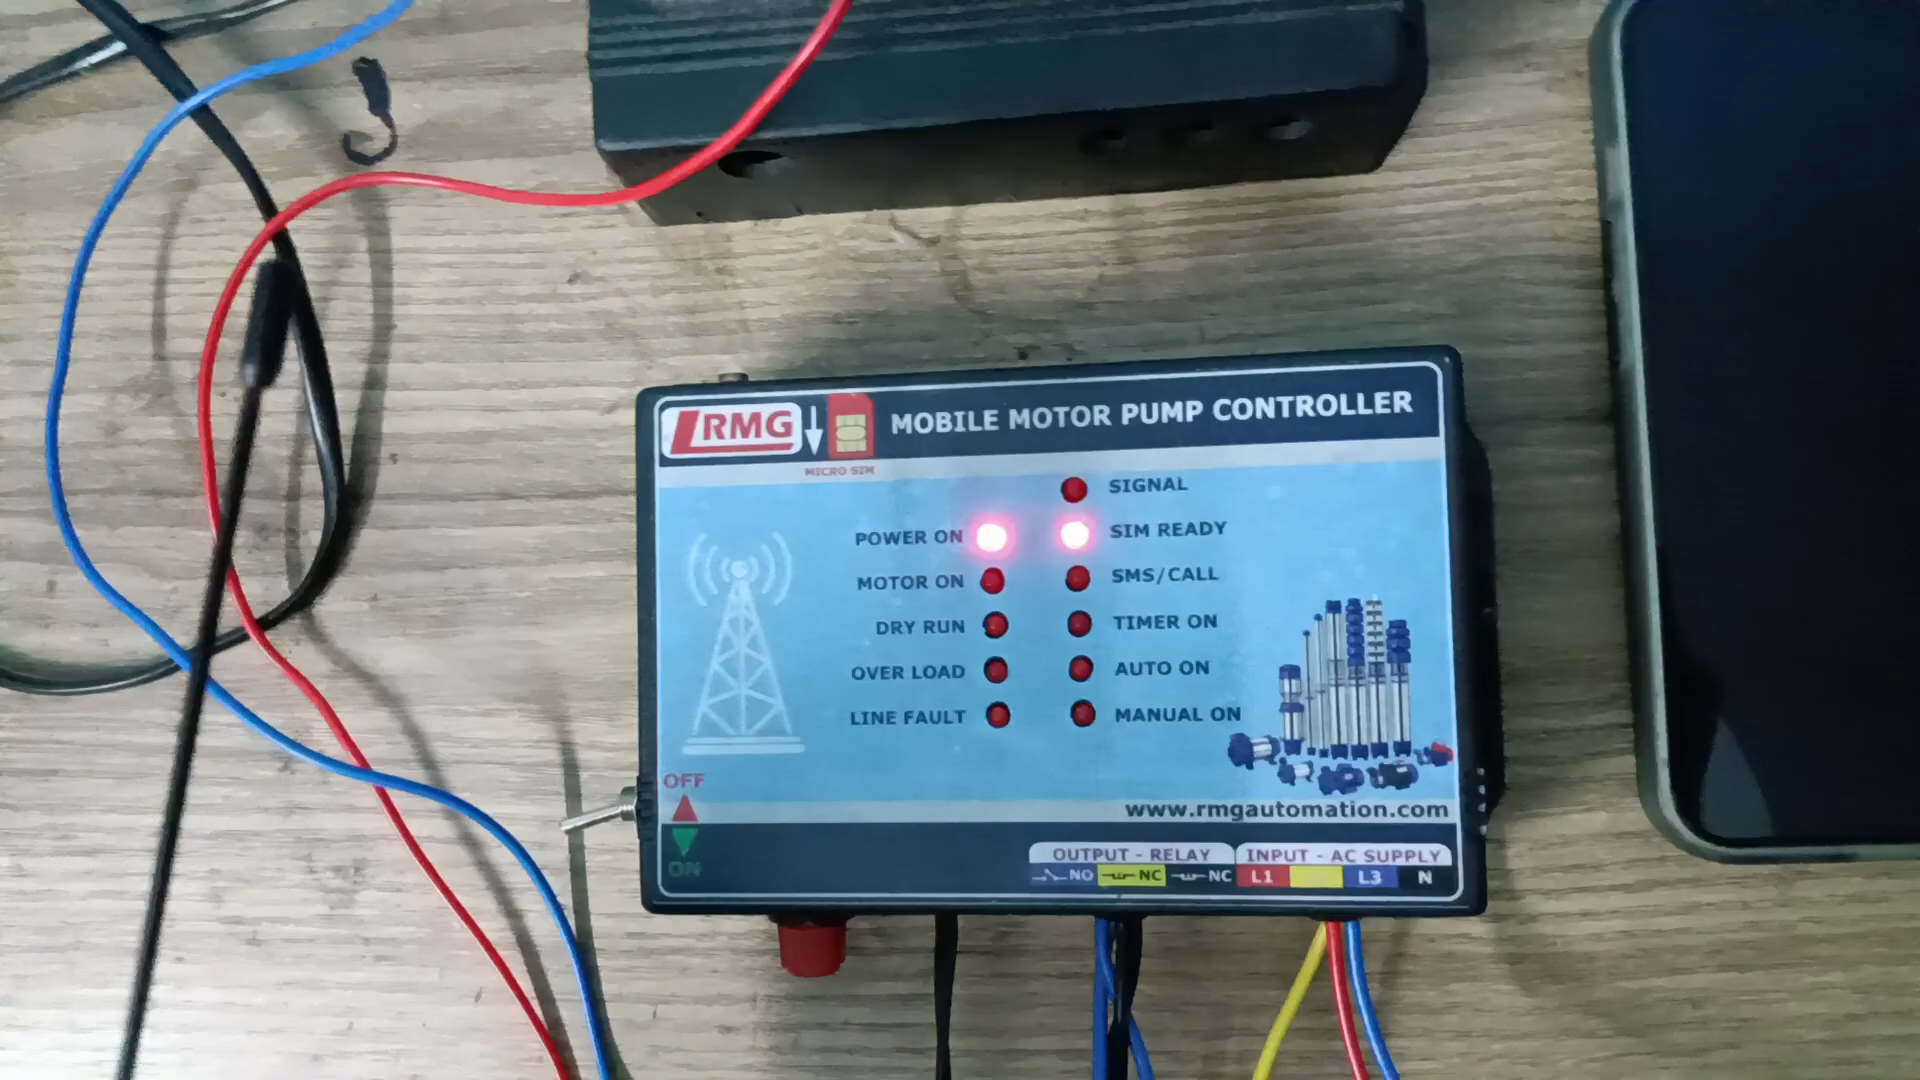 RMG
MICRO SIM
MOBILE MOTOR PUMP CONTROLLER
SIGNAL
POWER ON
SIM READY
MOTOR ON
SMS/CALL
DRY RUN
TIMER ON
OVER LOAD
AUTO ON
LINE FAULT
MANUAL ON
OFF
ON
www.rmgautomation.com
OUTPUT - RELAY
INPUT - AC SUPPLY
NO
NC
NC
L1
L3
N